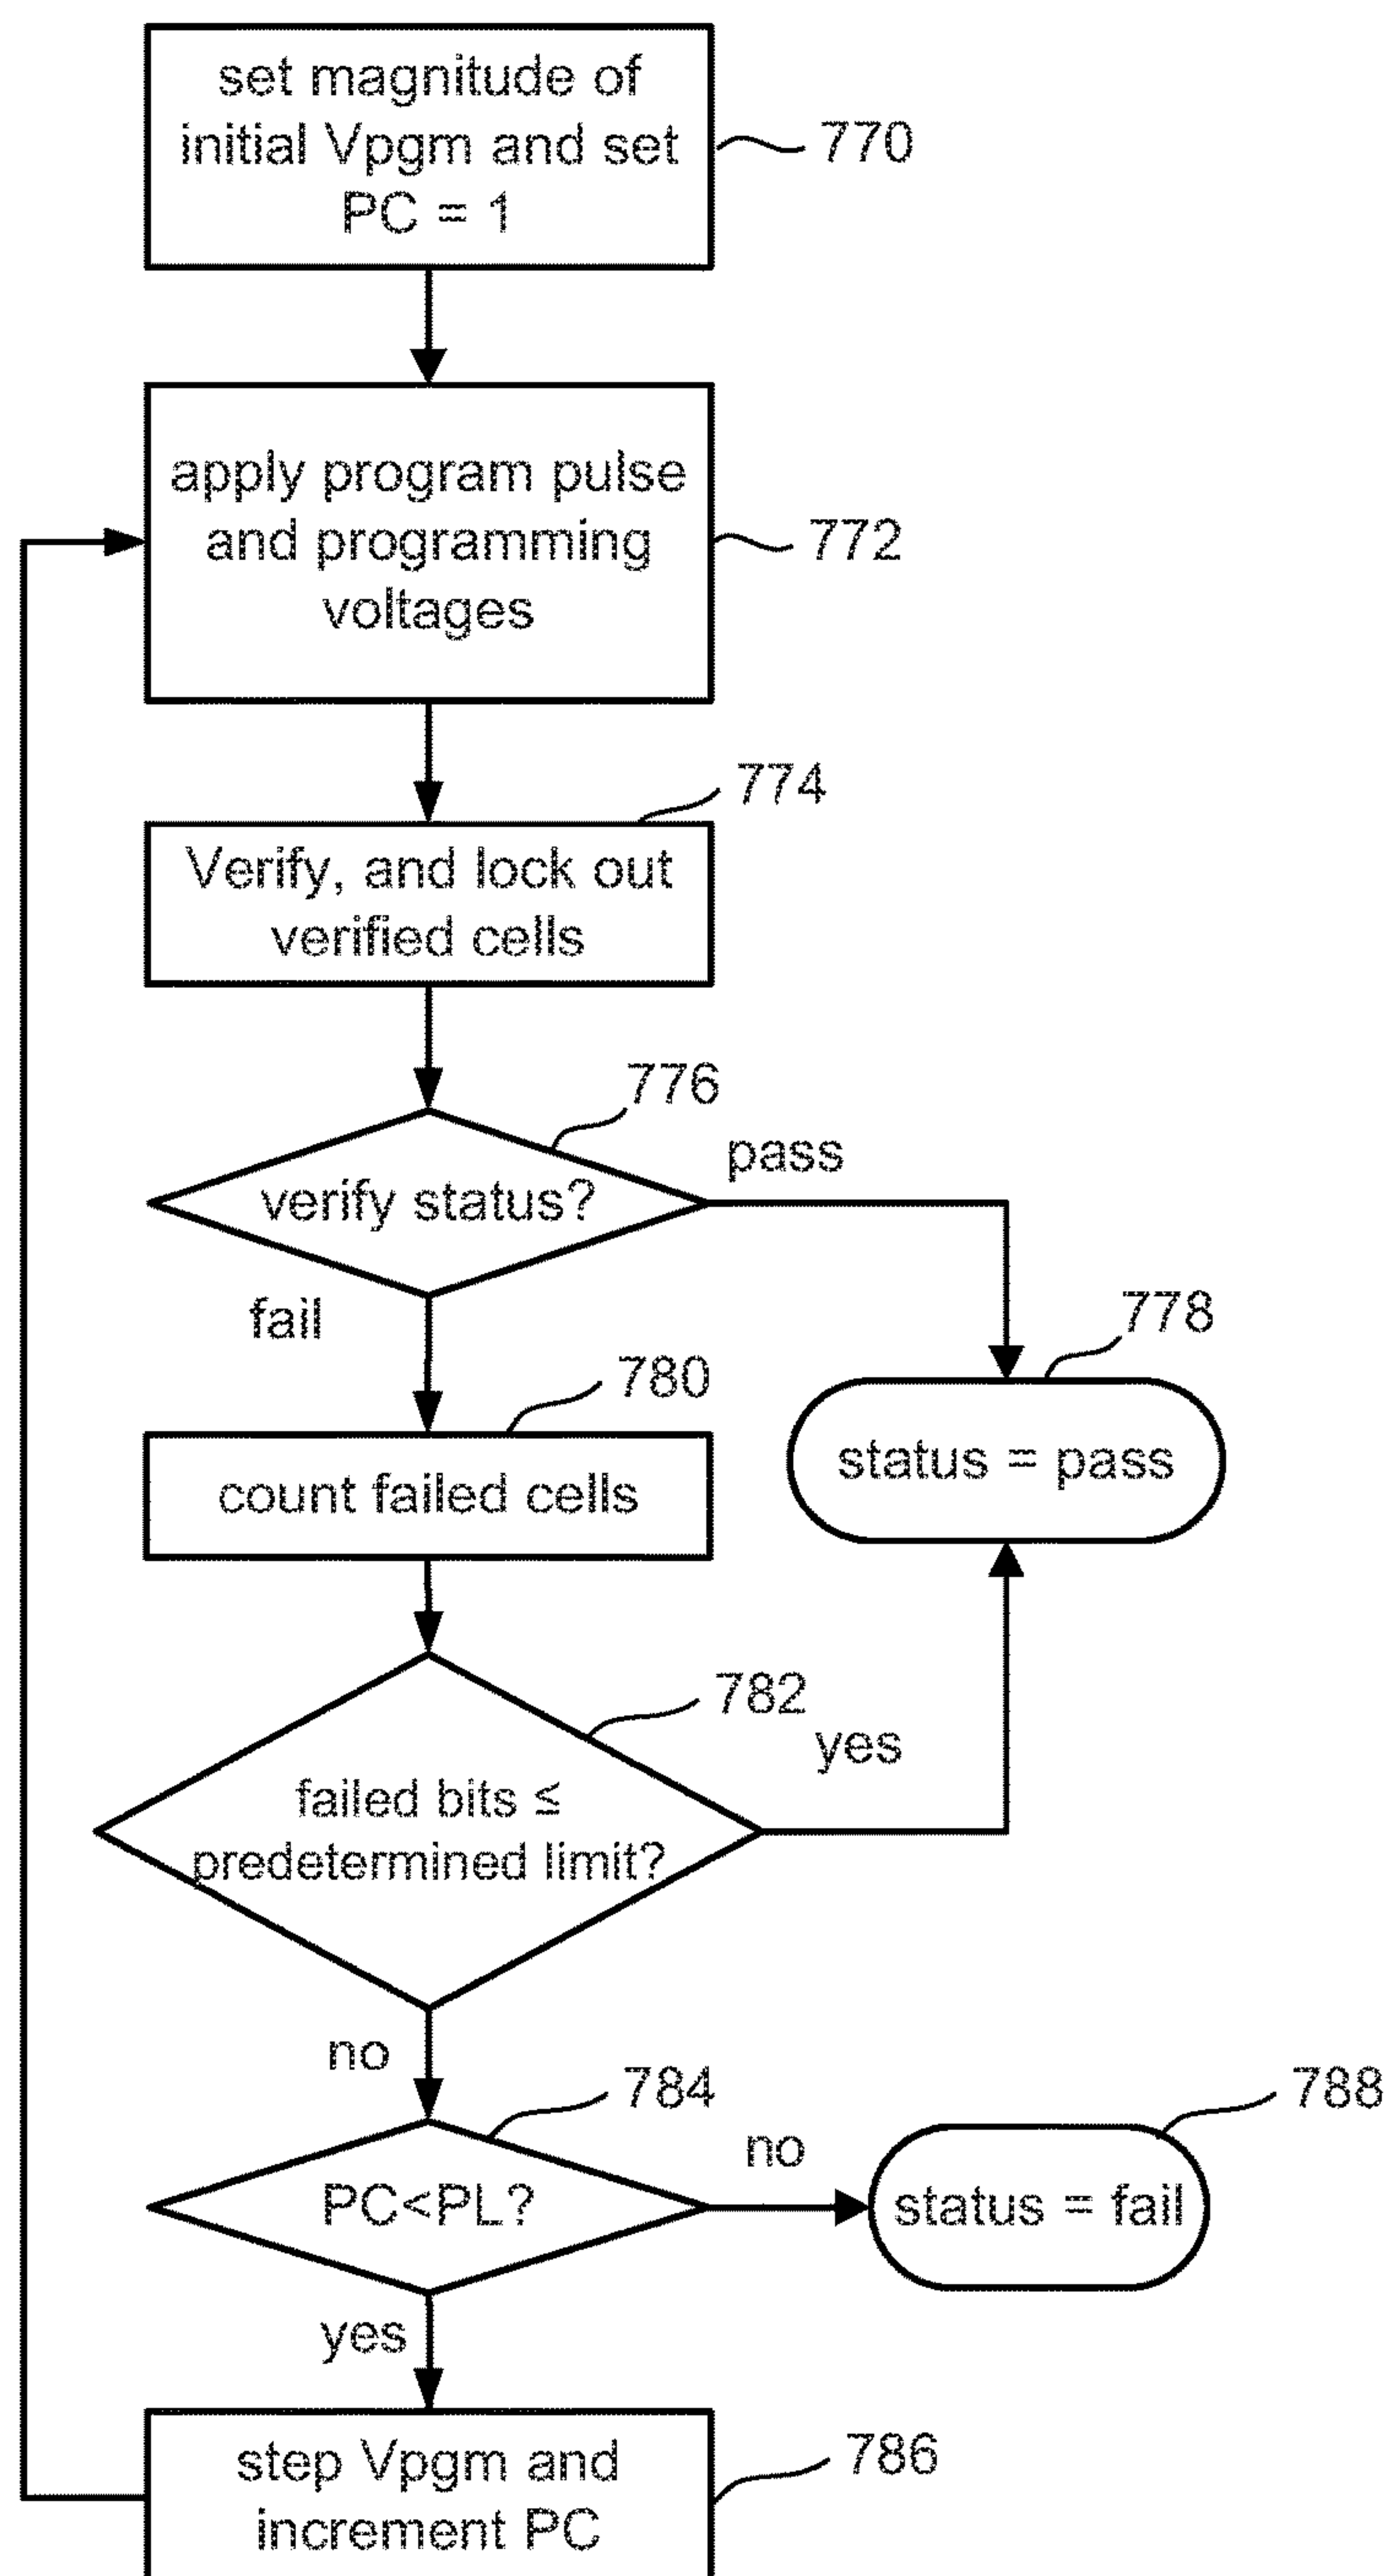 set magnitude of
initial Vpgm and set
PC = 1
770
apply program pulse
and programming
voltages
772
774
Verify, and lock out
verified cells
776
verify status?
pass
fail
778
status = pass
780
count failed cells
782
failed bits ≤
predetermined limit?
yes
no
784
PC<PL?
no
788
status = fail
yes
step Vpgm and
increment PC
786